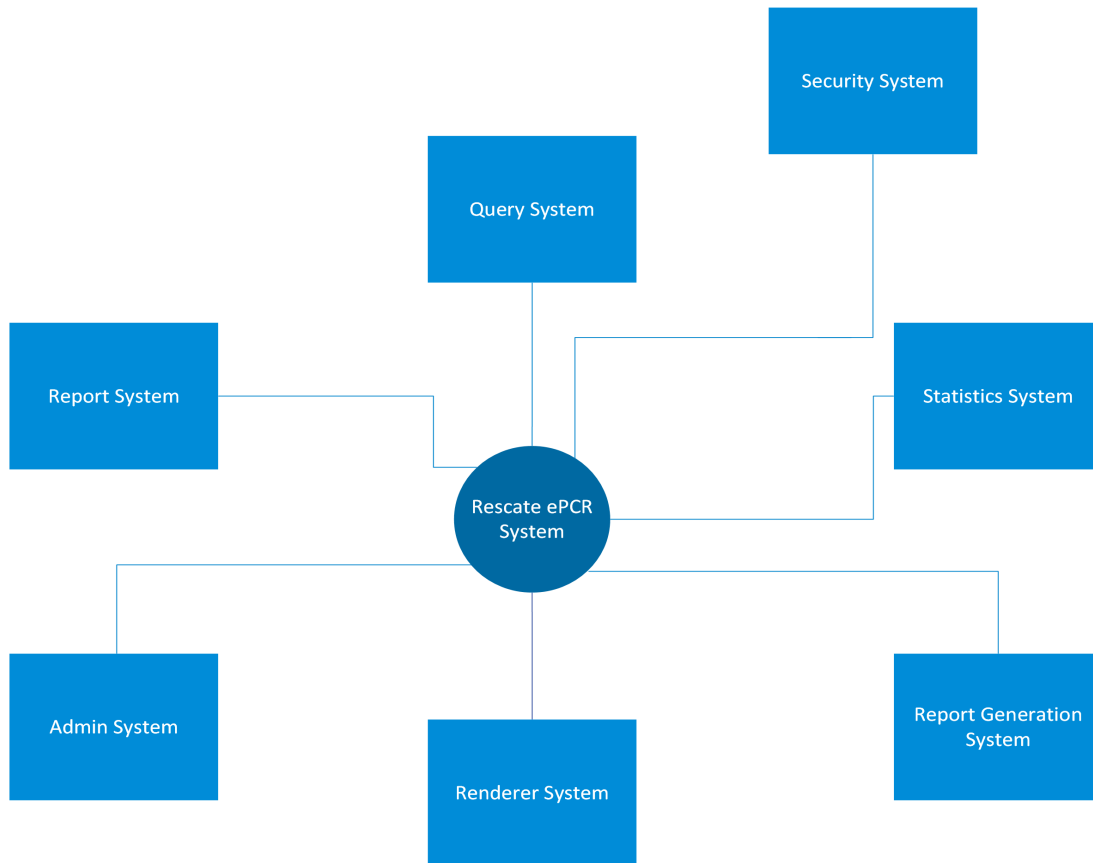 Security System
Query System
Report System
Statistics System
Rescate ePCR
System
Admin System
Report Generation
System
Renderer System